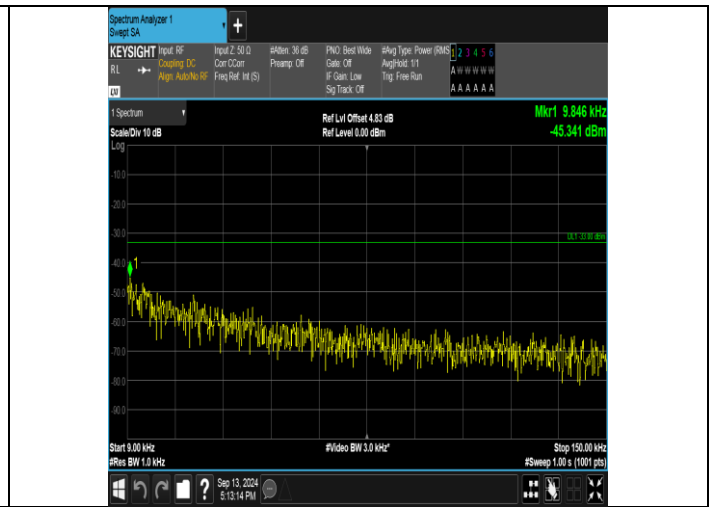 Spectrum Analyzer 1
Swept SA
+
KEYSIGHT
RL
Input: RF
Coupling: DC
Align: Auto/No RF
Input Z: 50 Ω
Corr CCorr
Freq Ref: Int (S)
#Atten: 36 dB
Preamp: Off
PNO: Best Wide
Gate: Off
IF Gain: Low
Sig Track: Off
#Avg Type: Power (RMS
Avg|Hold: 1/1
Trig: Free Run
1 2 3 4 5 6
A W W W W W
A A A A A A
1 Spectrum
Scale/Div 10 dB
Log
Ref Lvl Offset 4.83 dB
Ref Level 0.00 dBm
Mkr1 9.846 kHz
-45.341 dBm
-10.0
-20.0
-30.0
-40.0
-50.0
-60.0
-70.0
-80.0
-90.0
DL1 -33.00 dBm
1
Start 9.00 kHz
#Res BW 1.0 kHz
#Video BW 3.0 kHz*
Stop 150.00 kHz
#Sweep 1.00 s (1001 pts)
?
Sep 13, 2024
5:13:14 PM